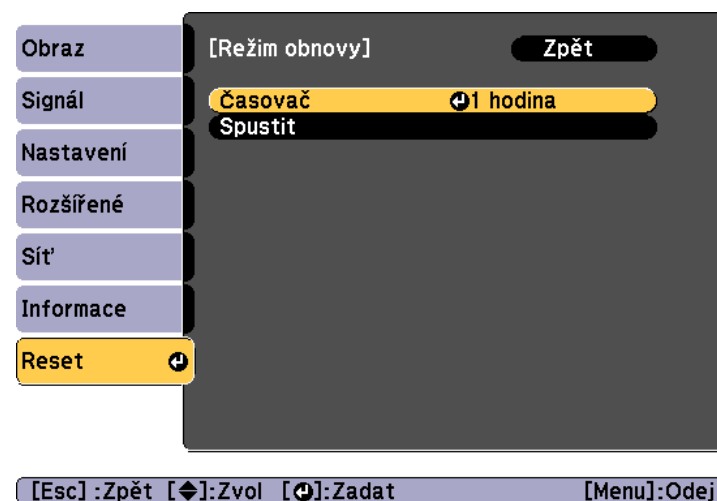 Obraz
Signál
Nastavení
Rozšířené
Síť
Informace
Reset
[Režim obnovy] Zpět
Časovač 1 hodina
Spustit
[Esc] :Zpět [ ]:Zvol [ ]:Zadat [Menu]:Odej